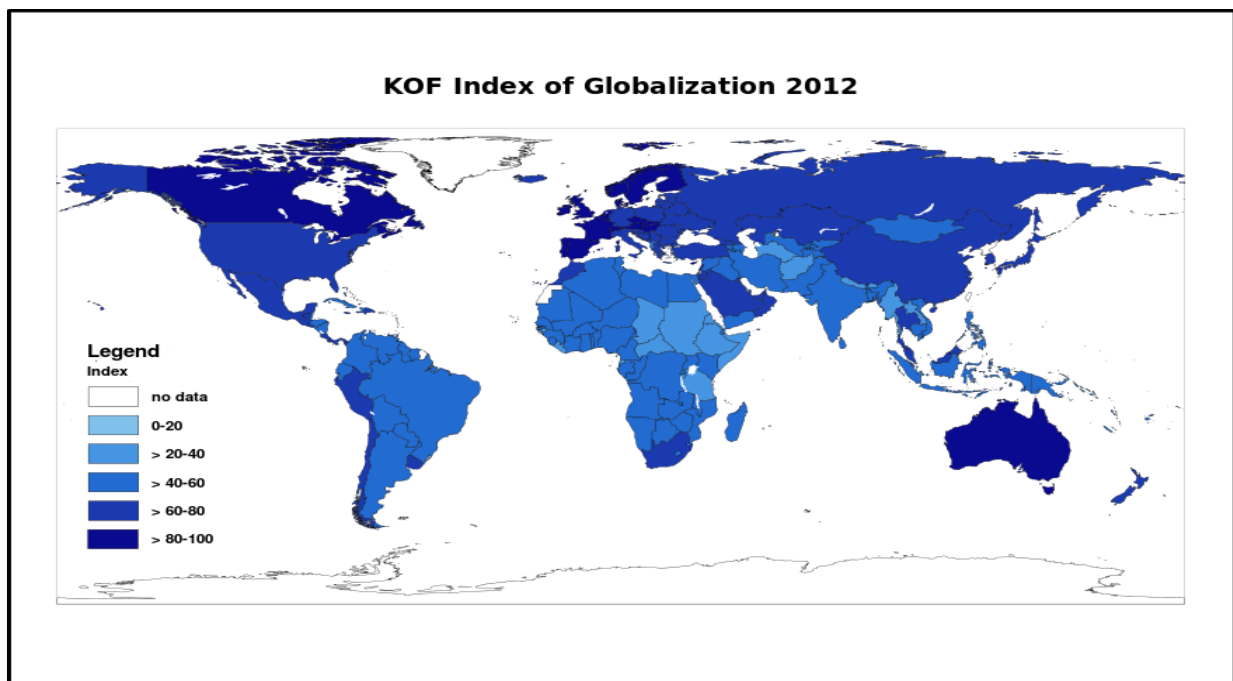 KOF Index of Globalization 2012
Legend
Index
no data
0-20
> 20-40
> 40-60
> 60-80
> 80-100